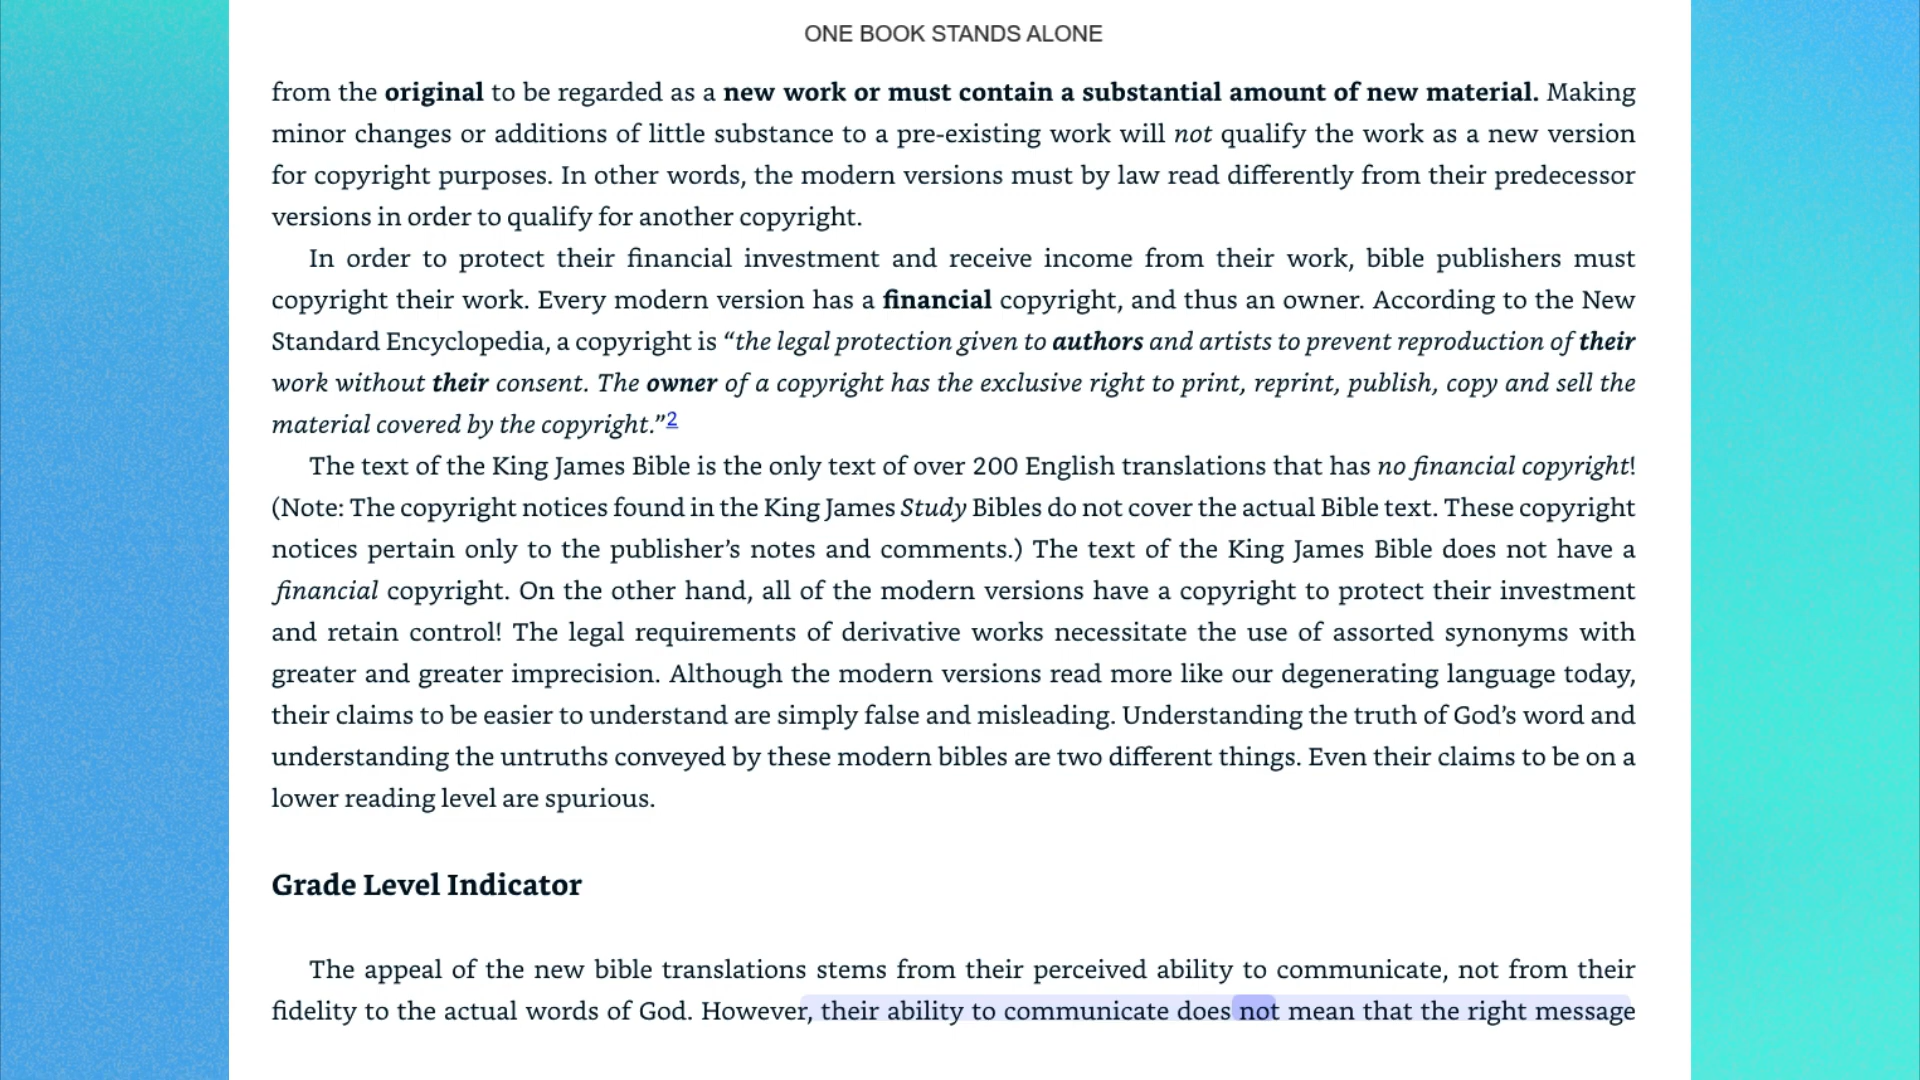 ONE BOOK STANDS ALONE
from the original to be regarded as a new work or must contain a substantial amount of new material. Making
minor changes or additions of little substance to a pre-existing work will not qualify the work as a new version
for copyright purposes. In other words, the modern versions must by law read differently from their predecessor
versions in order to qualify for another copyright.
In order to protect their financial investment and receive income from their work, bible publishers must
copyright their work. Every modern version has a financial copyright, and thus an owner. According to the New
Standard Encyclopedia, a copyright is “the legal protection given to authors and artists to prevent reproduction of their
work without their consent. The owner of a copyright has the exclusive right to print, reprint, publish, copy and sell the
material covered by the copyright.”2
The text of the King James Bible is the only text of over 200 English translations that has no financial copyright!
(Note: The copyright notices found in the King James Study Bibles do not cover the actual Bible text. These copyright
notices pertain only to the publisher’s notes and comments.) The text of the King James Bible does not have a
financial copyright. On the other hand, all of the modern versions have a copyright to protect their investment
and retain control! The legal requirements of derivative works necessitate the use of assorted synonyms with
greater and greater imprecision. Although the modern versions read more like our degenerating language today,
their claims to be easier to understand are simply false and misleading. Understanding the truth of God’s word and
understanding the untruths conveyed by these modern bibles are two different things. Even their claims to be on a
lower reading level are spurious.
Grade Level Indicator
The appeal of the new bible translations stems from their perceived ability to communicate, not from their
fidelity to the actual words of God. However, their ability to communicate does not mean that the right message